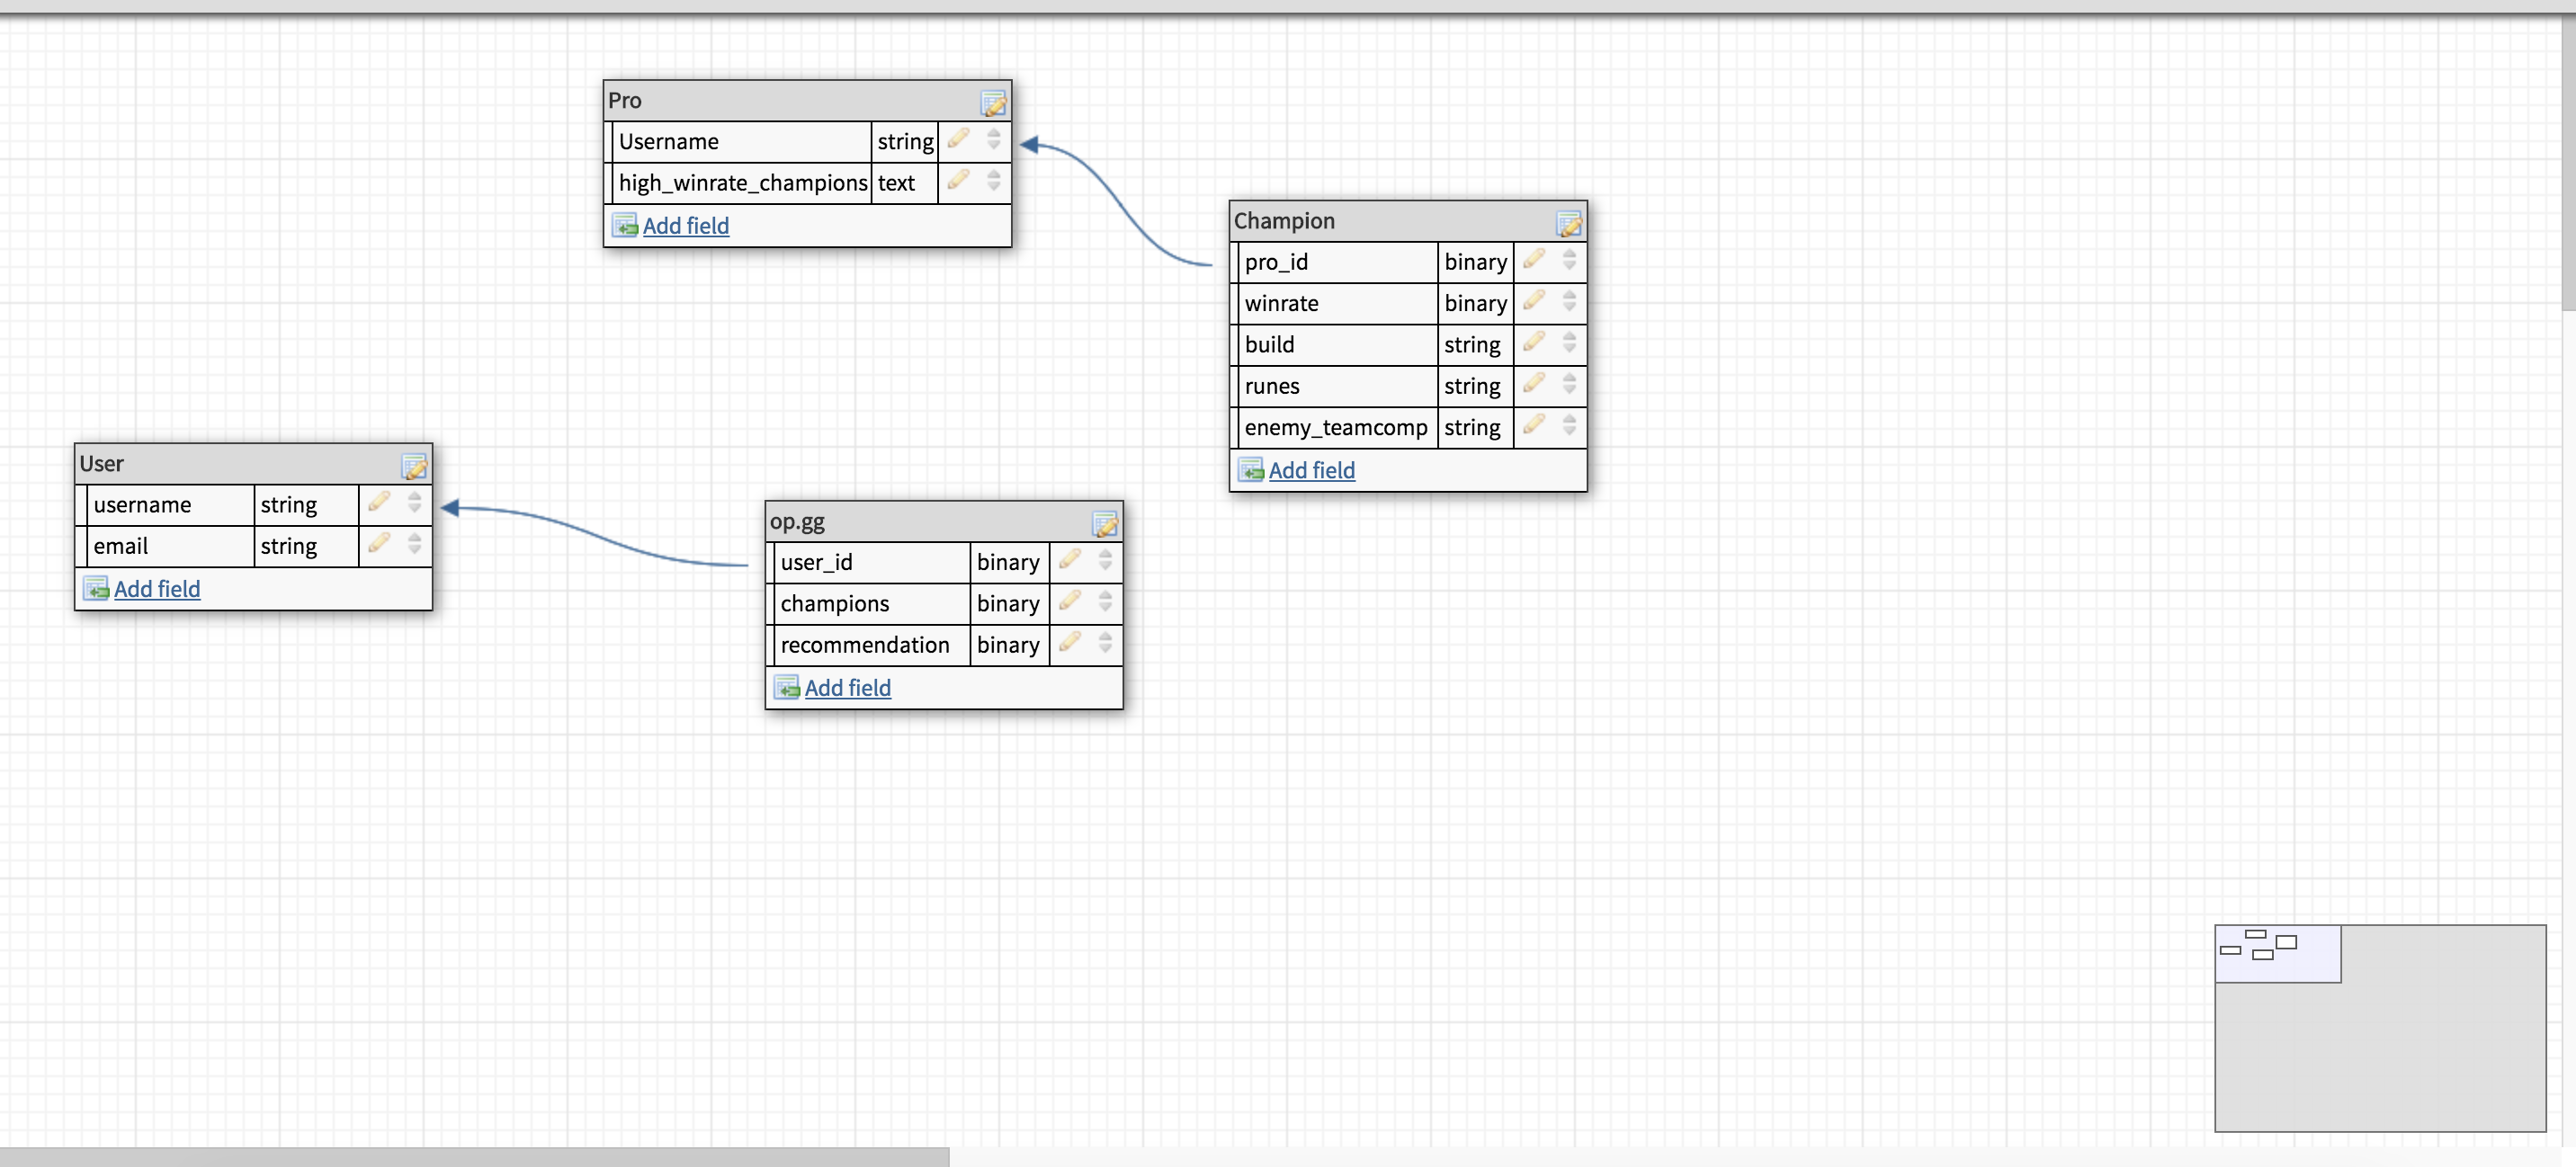 Pro
Username string
high_winrate_champions text
Add field
Champion
pro_id binary
winrate binary
build string
runes string
enemy_teamcomp string
Add field
User
username string
email string
Add field
op.gg
user_id binary
champions binary
recommendation binary
Add field